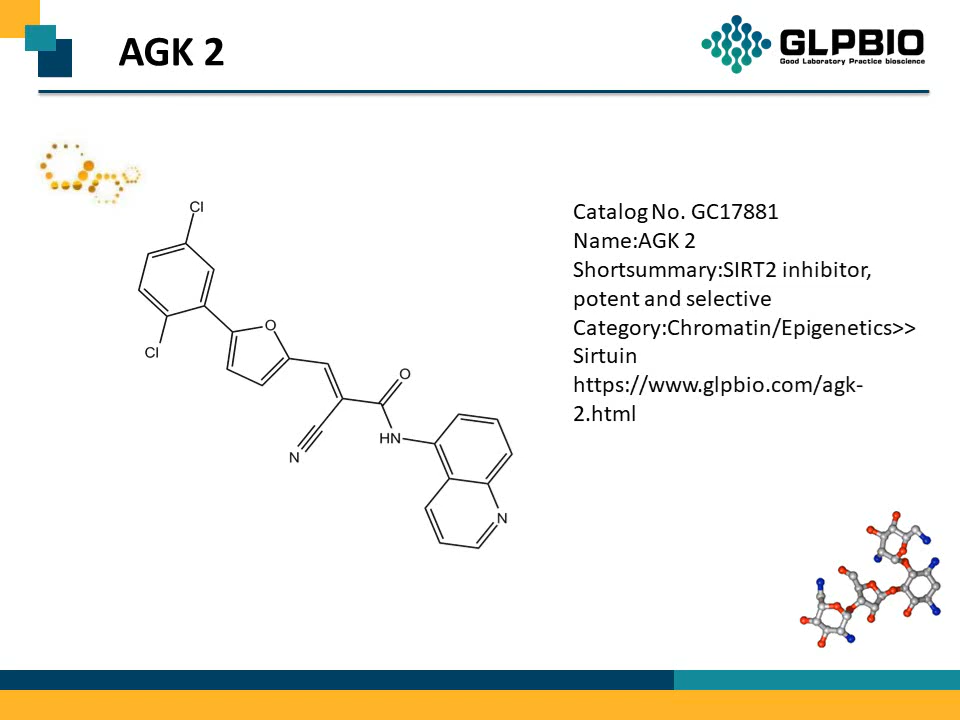 AGK 2
GLPBIO
Good Laboratory Practice bioscience
Cl
Cl
O
O
HN
N
N
Catalog No. GC17881
Name:AGK 2
Shortsummary:SIRT2 inhibitor,
potent and selective
Category:Chromatin/Epigenetics>>
Sirtuin
https://www.glpbio.com/agk-
2.html